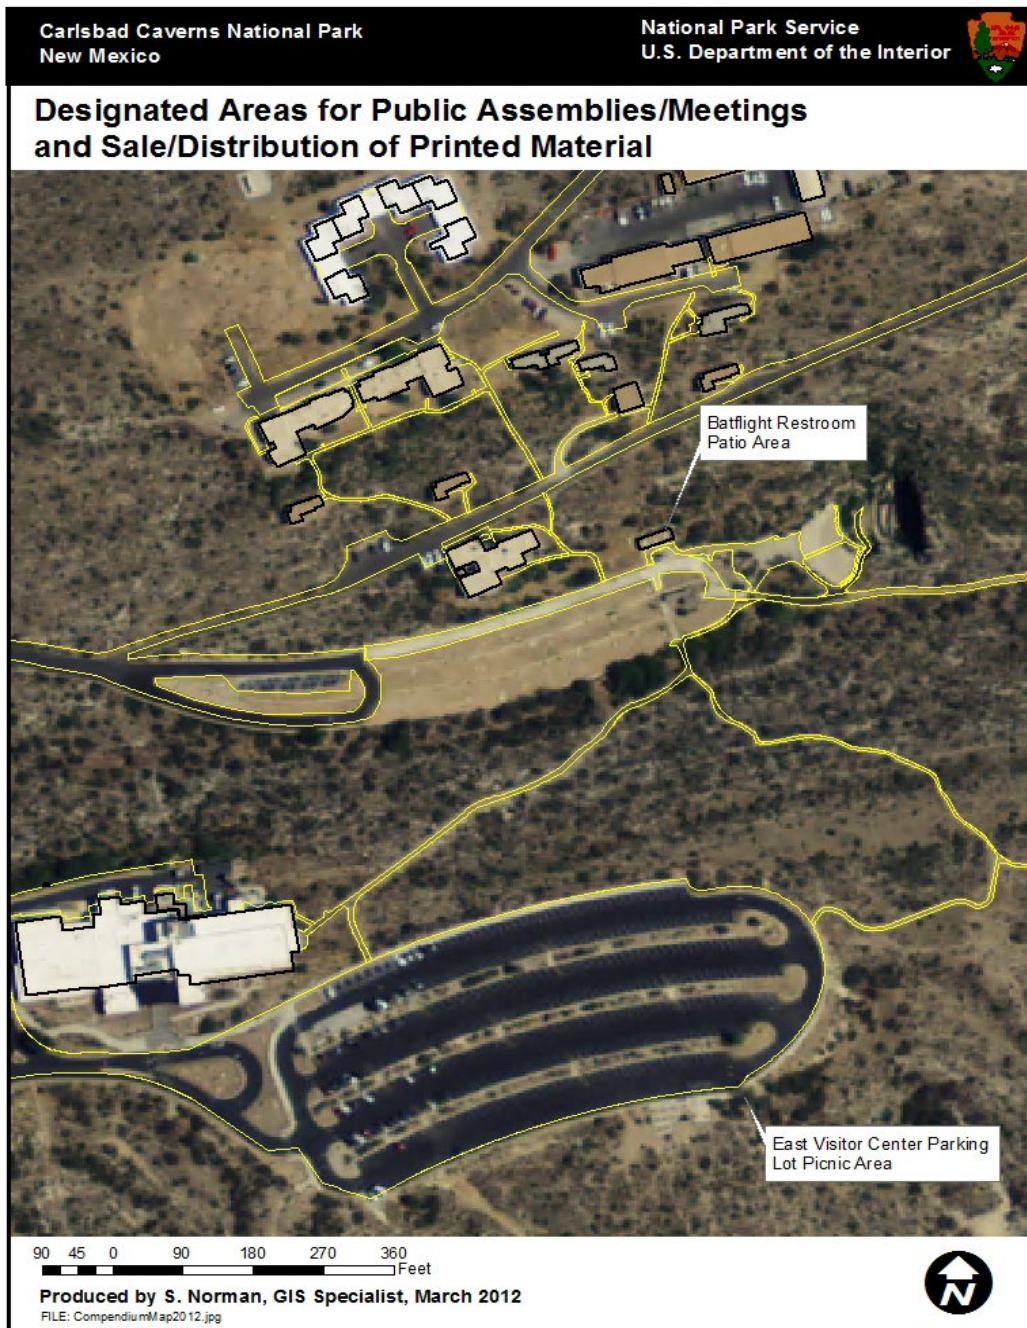 Carlsbad Caverns National Park
New Mexico
National Park Service
U.S. Department of the Interior
Designated Areas for Public Assemblies/Meetings
and Sale/Distribution of Printed Material
Batflight Restroom
Patio Area
East Visitor Center Parking
Lot Picnic Area
90 45 0 90 180 270 360
Feet
Produced by S. Norman, GIS Specialist, March 2012
FILE: CompendiumMap2012.jpg
N